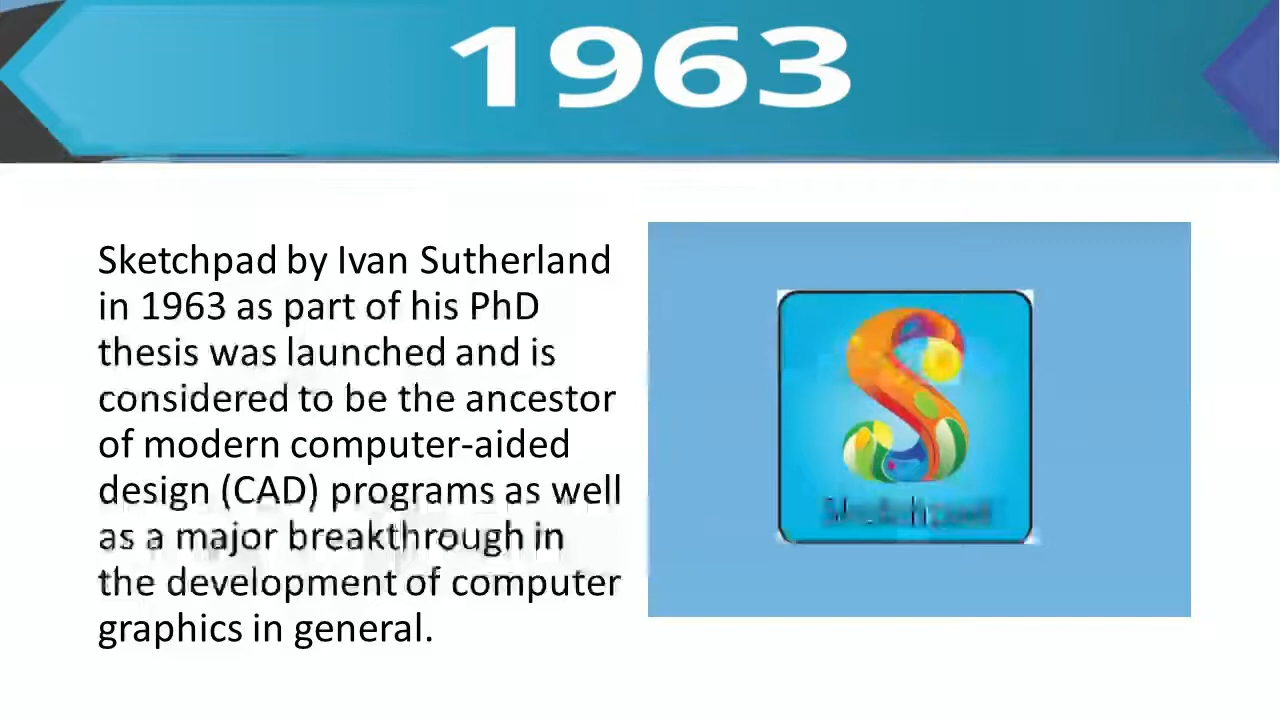 1963
Sketchpad by Ivan Sutherland
in 1963 as part of his PhD
thesis was launched and is
considered to be the ancestor
of modern computer-aided
design (CAD) programs as well
as a major breakthrough in
the development of computer
graphics in general.